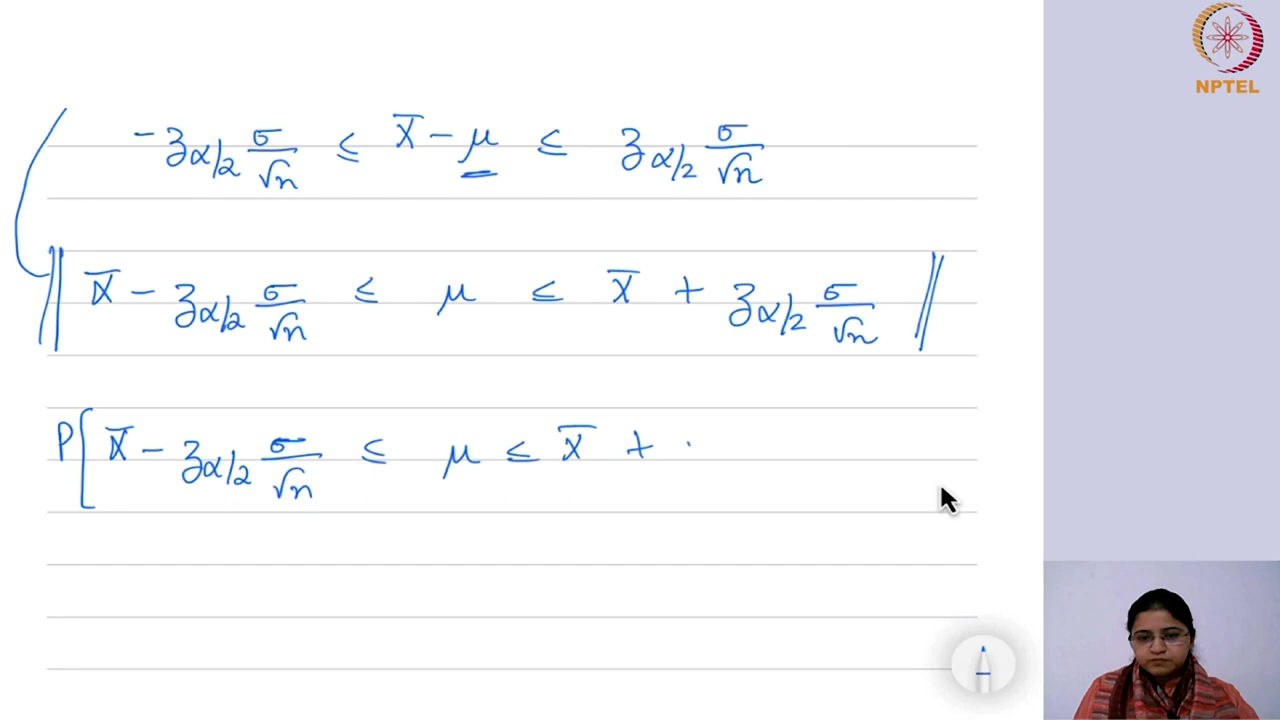 -z_{α/2} σ/√n ≤ x̄ - μ ≤ z_{α/2} σ/√n
x̄ - z_{α/2} σ/√n ≤ μ ≤ x̄ + z_{α/2} σ/√n
P[x̄ - z_{α/2} σ/√n ≤ μ ≤ x̄ +
NPTEL